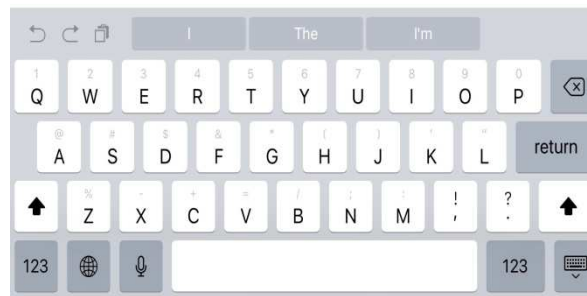 I The I'm
1 2 3 4 5 6 7 8 9 0
Q W E R T Y U I O P
@ # $ & * ( ) ' "
A S D F G H J K L return
% - + = / ; : ! ?
Z X C V B N M , .
123 123